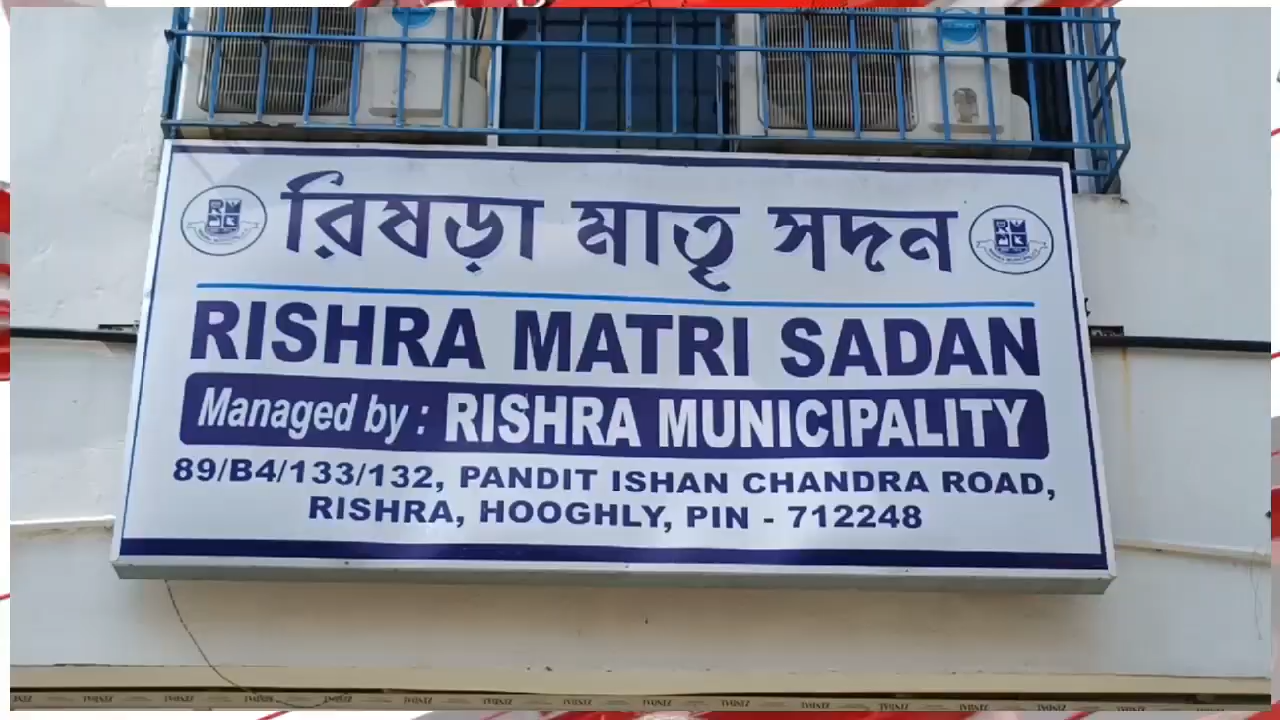 রিষড়া মাতৃ সদন
RISHRA MATRI SADAN
Managed by : RISHRA MUNICIPALITY
89/B4/133/132, PANDIT ISHAN CHANDRA ROAD,
RISHRA, HOOGHLY, PIN - 712248